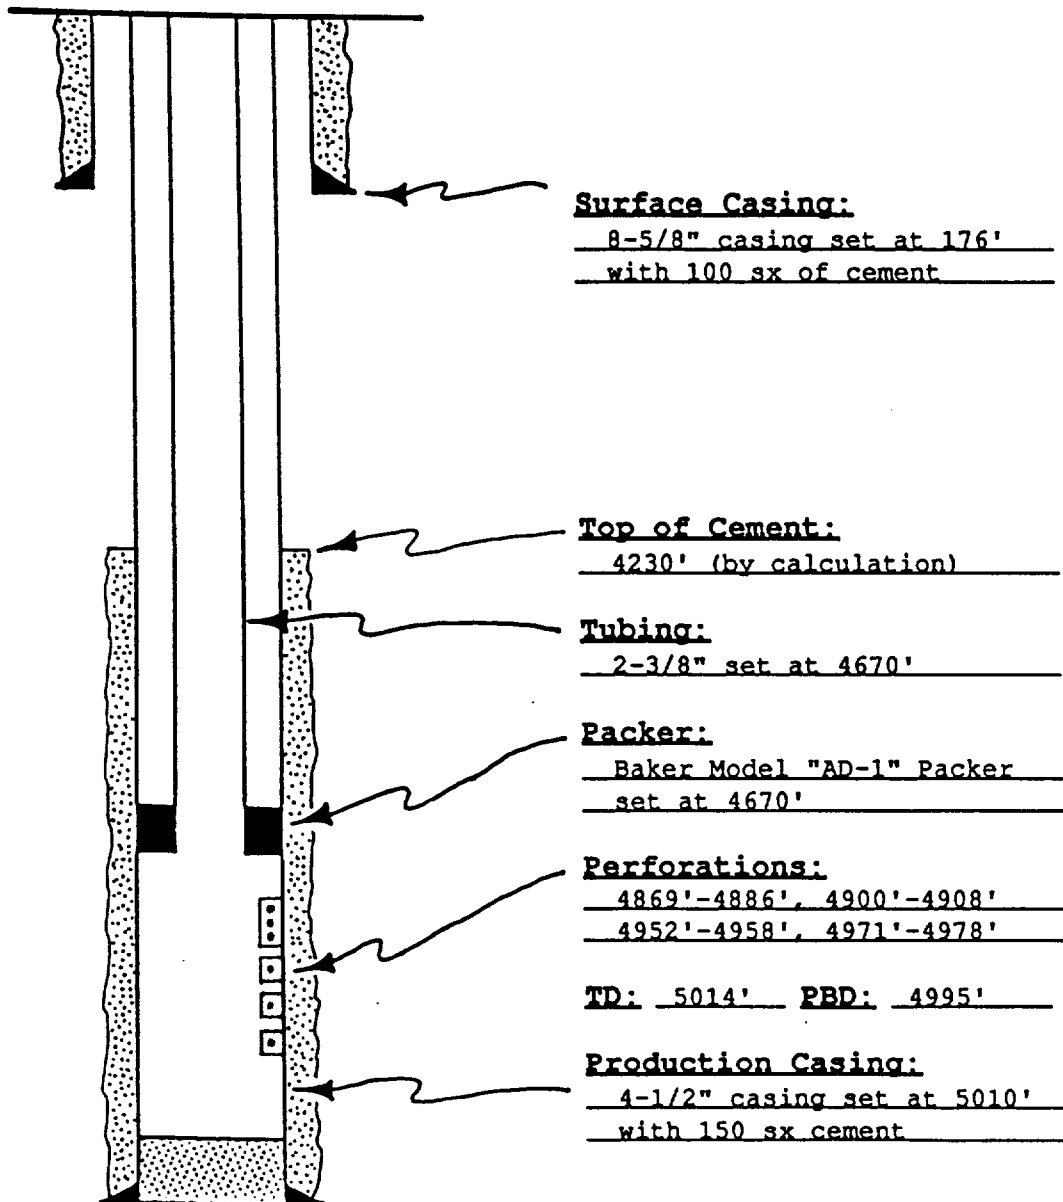 Surface Casing:
8-5/8" casing set at 176'
with 100 sx of cement
Top of Cement:
4230' (by calculation)
Tubing:
2-3/8" set at 4670'
Packer:
Baker Model "AD-1" Packer
set at 4670'
Perforations:
4869'-4886', 4900'-4908'
4952'-4958', 4971'-4978'
TD: 5014' PBD: 4995'
Production Casing:
4-1/2" casing set at 5010'
with 150 sx cement